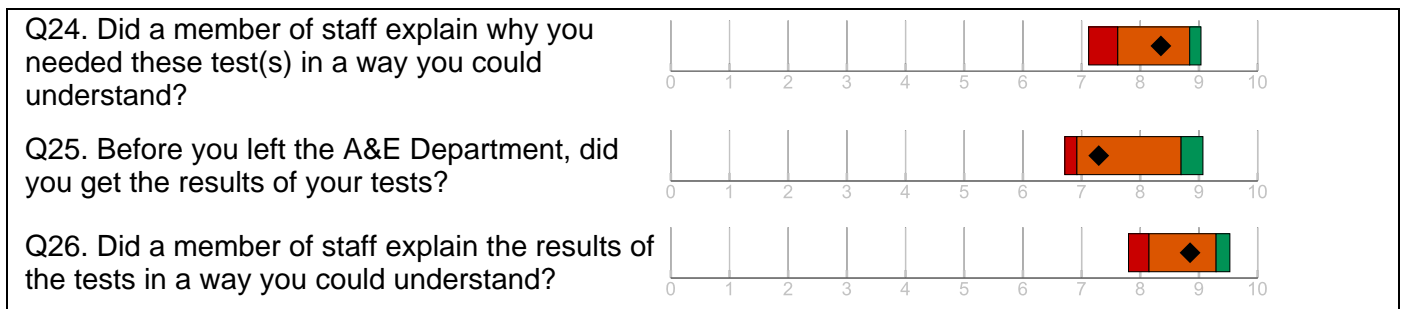 Q24. Did a member of staff explain why you
needed these test(s) in a way you could
understand?
0 1 2 3 4 5 6 7 8 9 10
Q25. Before you left the A&E Department, did
you get the results of your tests?
0 1 2 3 4 5 6 7 8 9 10
Q26. Did a member of staff explain the results of
the tests in a way you could understand?
0 1 2 3 4 5 6 7 8 9 10